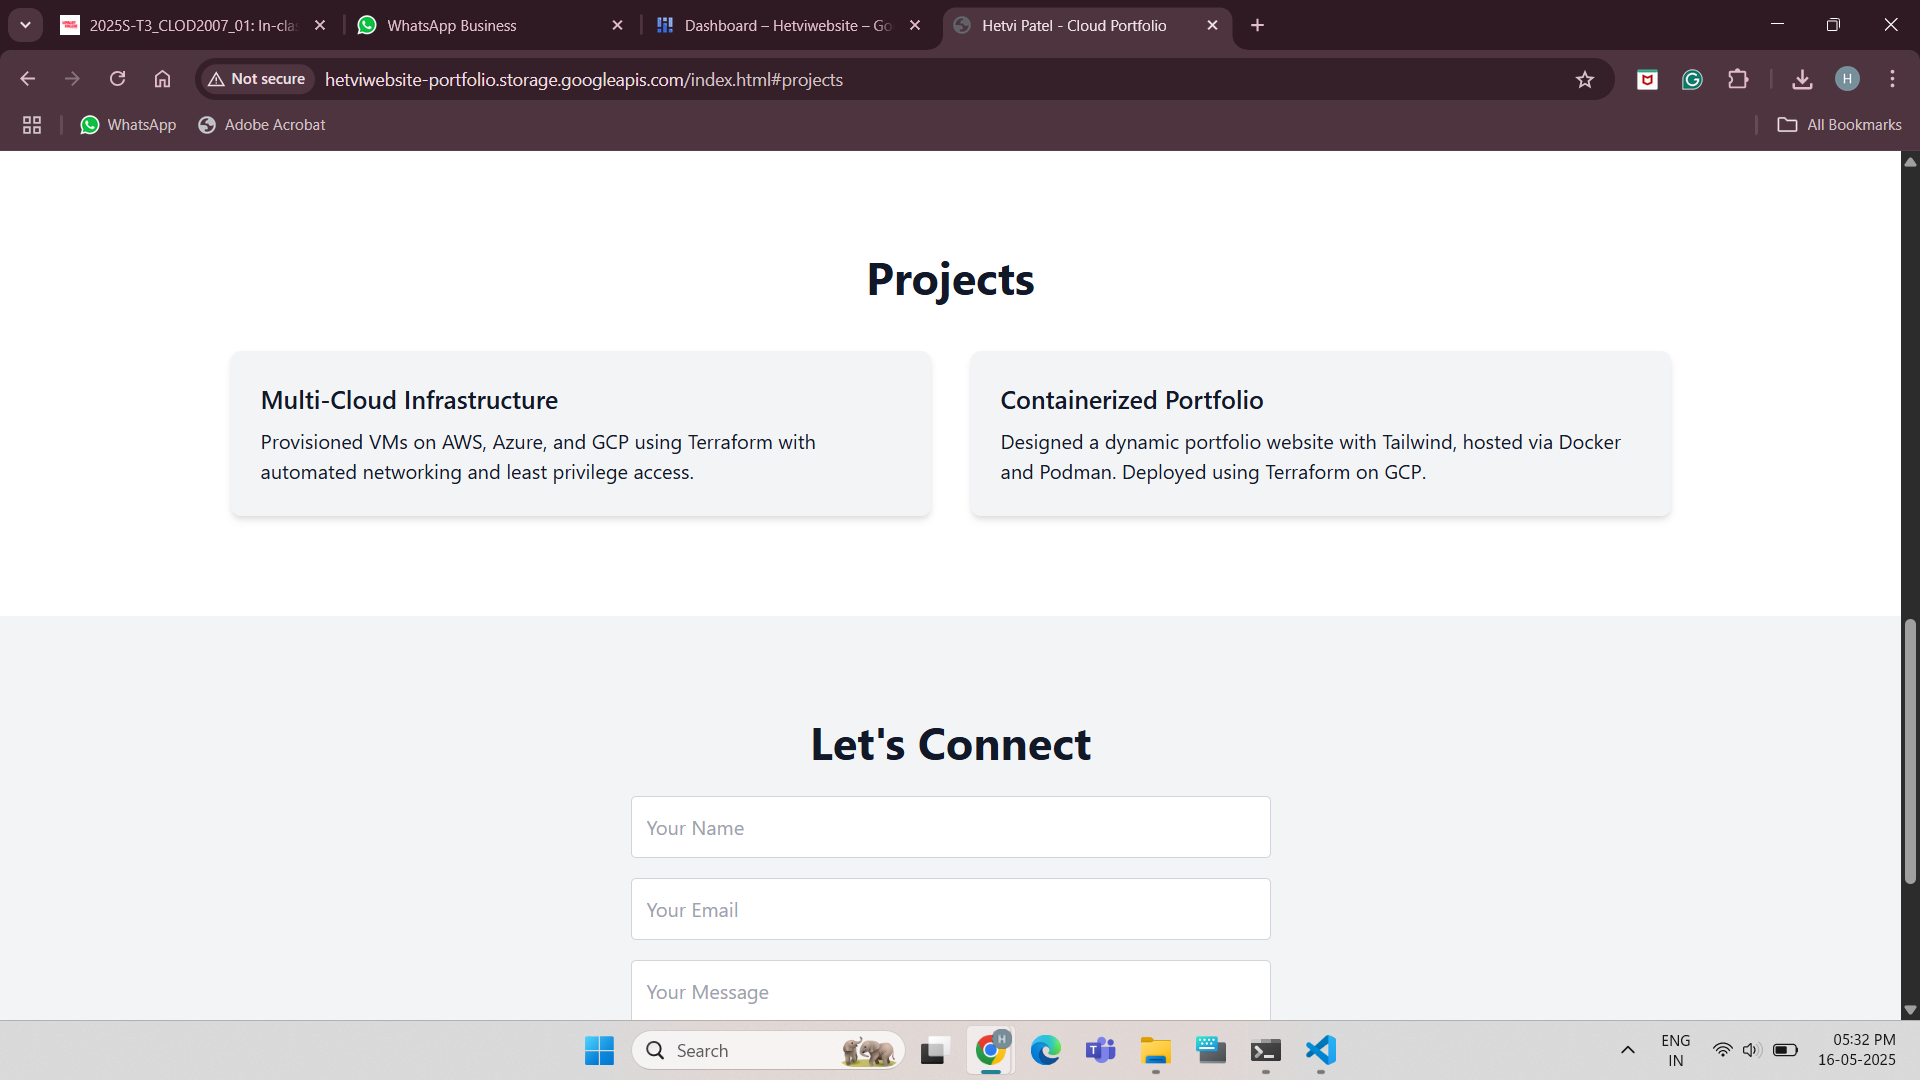 2025S-T3_CLOD2007_01: In-cla
WhatsApp Business
Dashboard – Hetviwebsite – Go
Hetvi Patel - Cloud Portfolio
Not secure
hetviwebsite-portfolio.storage.googleapis.com/index.html#projects
H
WhatsApp
Adobe Acrobat
All Bookmarks
Projects
Multi-Cloud Infrastructure
Provisioned VMs on AWS, Azure, and GCP using Terraform with
automated networking and least privilege access.
Containerized Portfolio
Designed a dynamic portfolio website with Tailwind, hosted via Docker
and Podman. Deployed using Terraform on GCP.
Let's Connect
Your Name
Your Email
Your Message
Search
H
ENG
IN
05:32 PM
16-05-2025